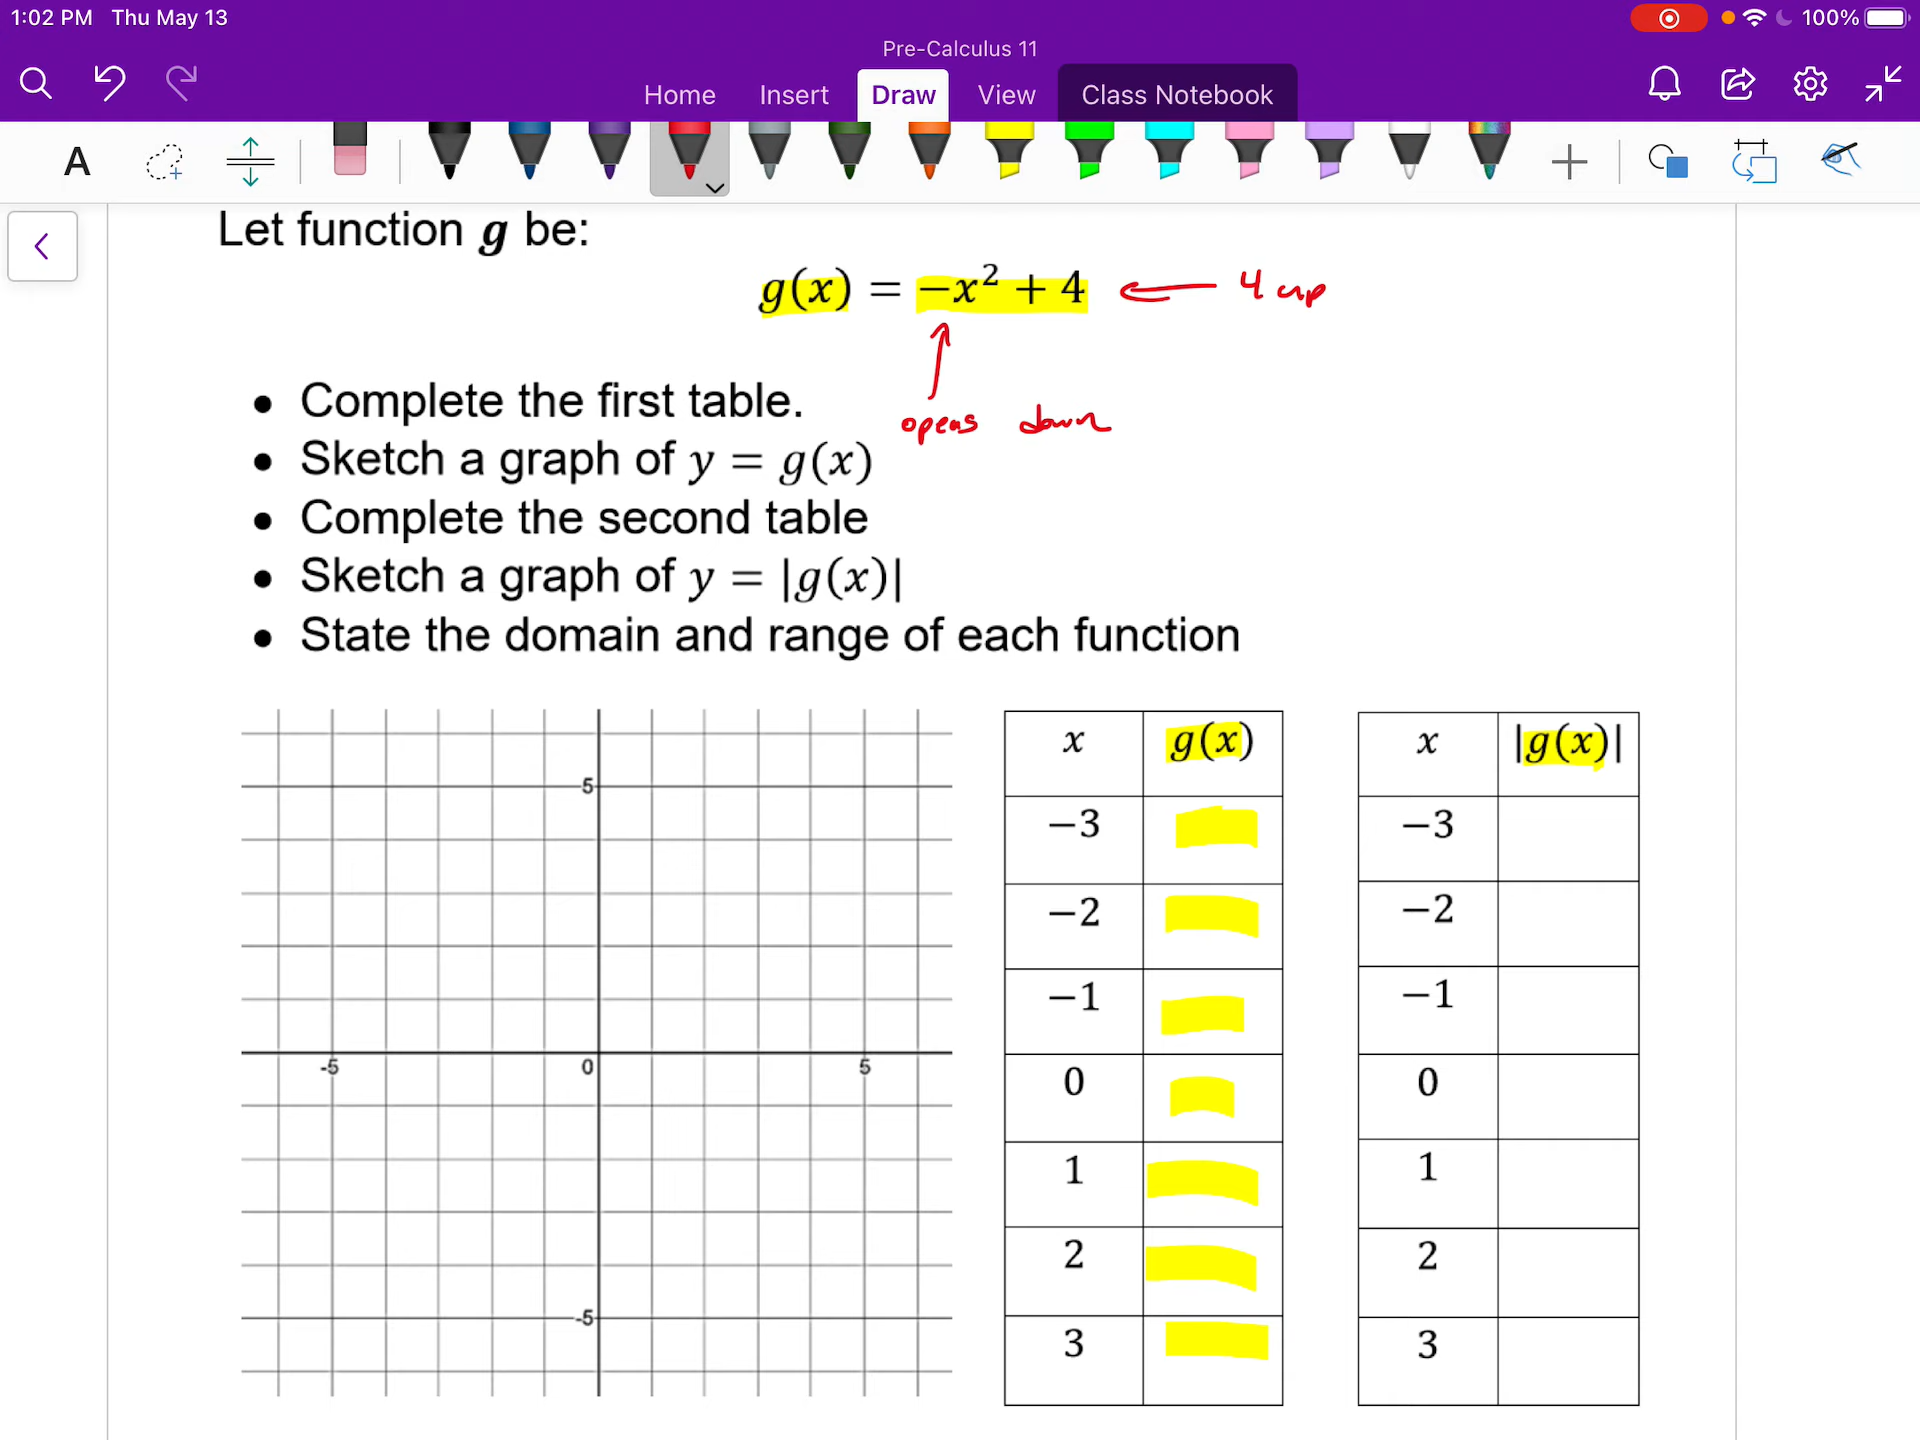 1:02 PM Thu May 13
100%
Pre-Calculus 11
Home Insert Draw View Class Notebook
A
Let function g be:
g(x) = −x² + 4 4 up
opens down
• Complete the first table.
• Sketch a graph of y = g(x)
• Complete the second table
• Sketch a graph of y = |g(x)|
• State the domain and range of each function
5
-5 0 5
-5
x g(x)
−3
−2
−1
0
1
2
3
x |g(x)|
−3
−2
−1
0
1
2
3